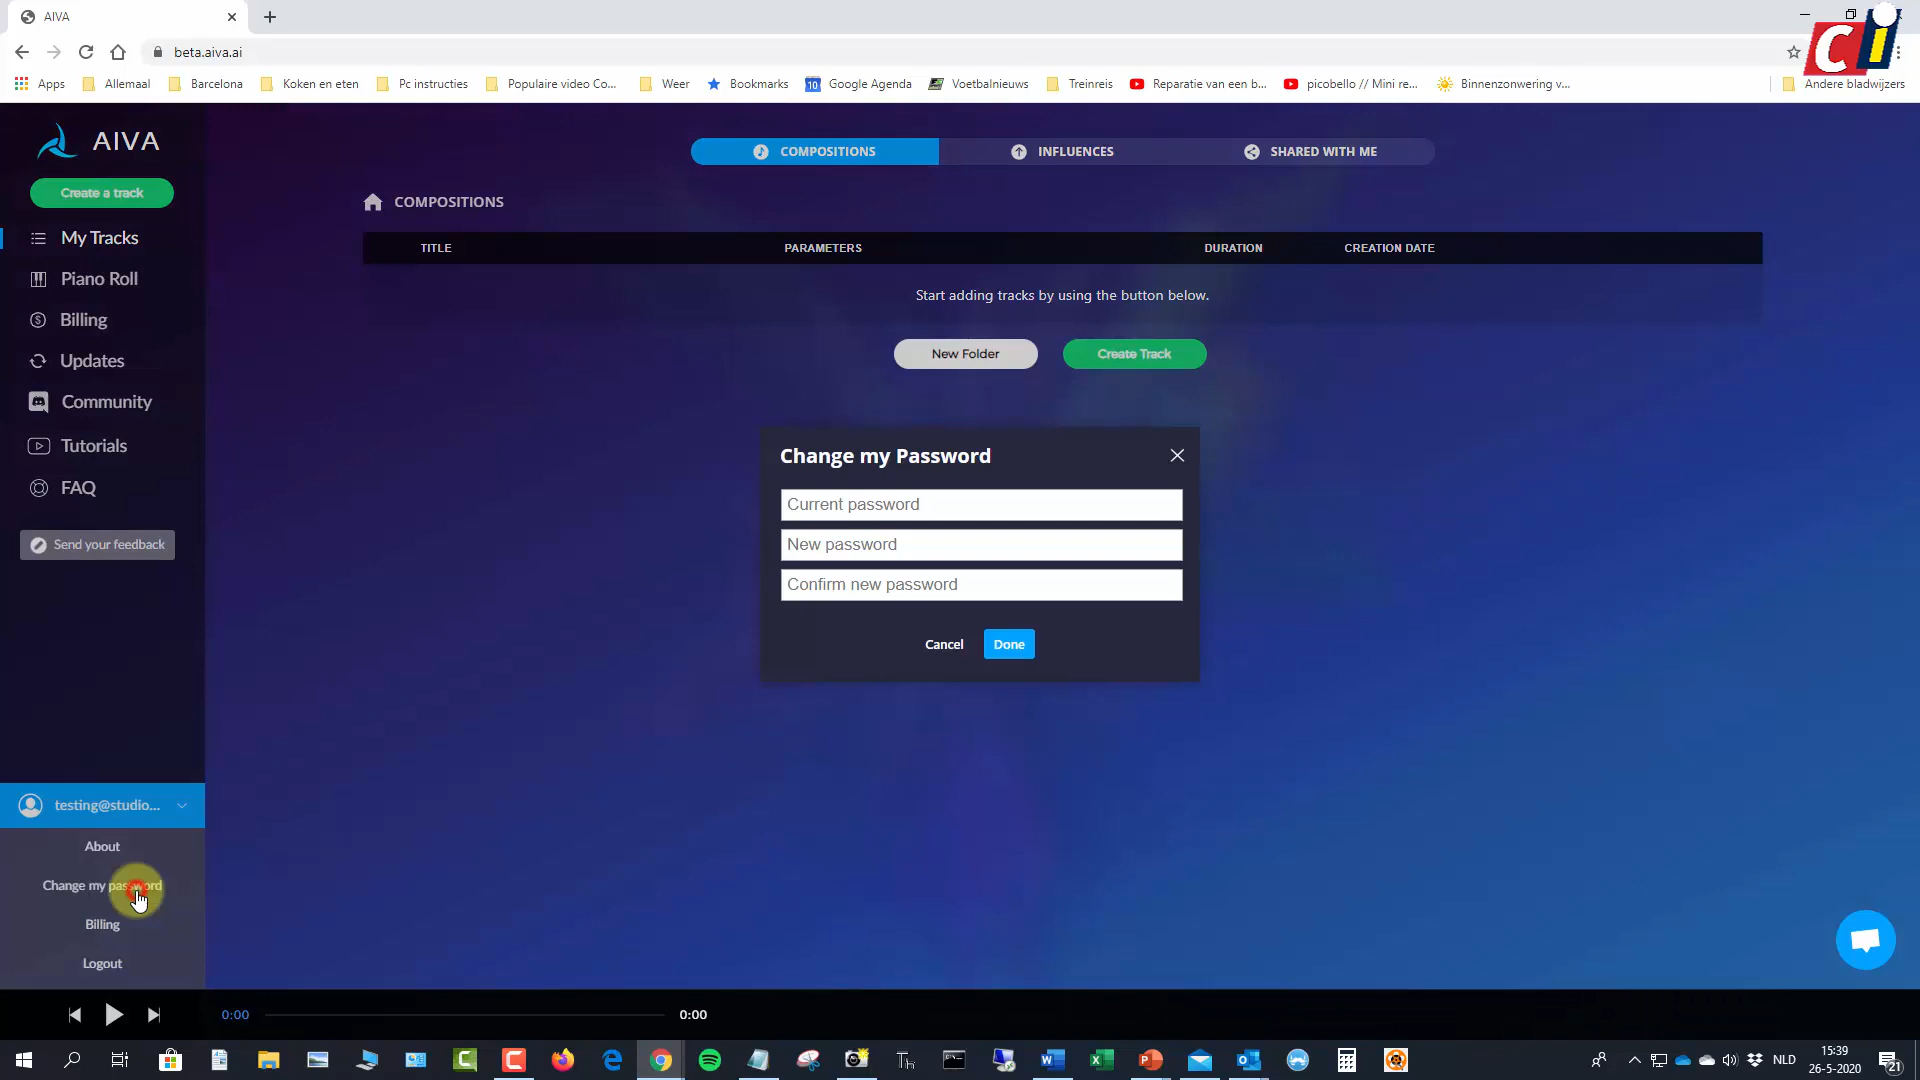 AIVA
beta.aiva.ai
Apps Allemaal Barcelona Koken en eten Pc instructies Populaire video Co... Weer Bookmarks 10 Google Agenda Voetbalnieuws Treinreis Reparatie van een b... picobello // Mini re... Binnenzonwering v... Andere bladwijzers
Ci
AIVA
Create a track
My Tracks
Piano Roll
Billing
Updates
Community
Tutorials
FAQ
Send your feedback
COMPOSITIONS INFLUENCES SHARED WITH ME
COMPOSITIONS
TITLE PARAMETERS DURATION CREATION DATE
Start adding tracks by using the button below.
New Folder Create Track
Change my Password
Current password
New password
Confirm new password
Cancel Done
testing@studio...
About
Change my password
Billing
Logout
0:00 0:00
NLD
15:39
26-5-2020
21